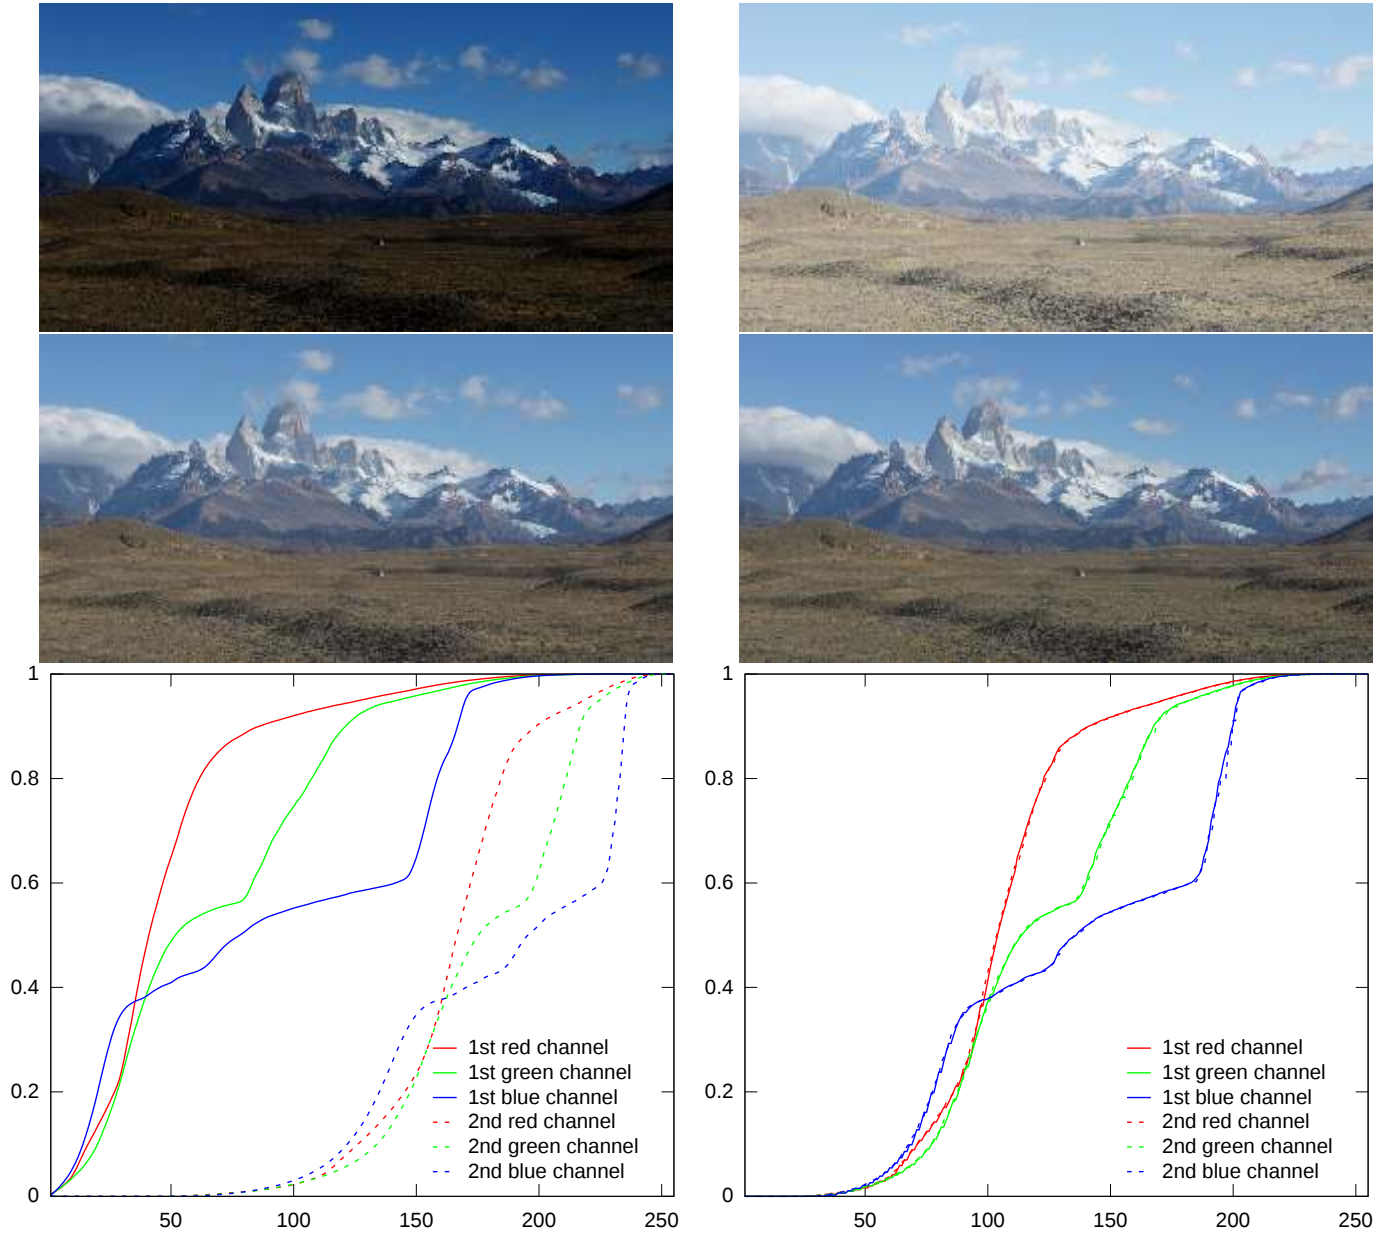 1
0.8
0.6
0.4
0.2
0
50 100 150 200 250
1st red channel
1st green channel
1st blue channel
2nd red channel
2nd green channel
2nd blue channel
1
0.8
0.6
0.4
0.2
0
50 100 150 200 250
1st red channel
1st green channel
1st blue channel
2nd red channel
2nd green channel
2nd blue channel